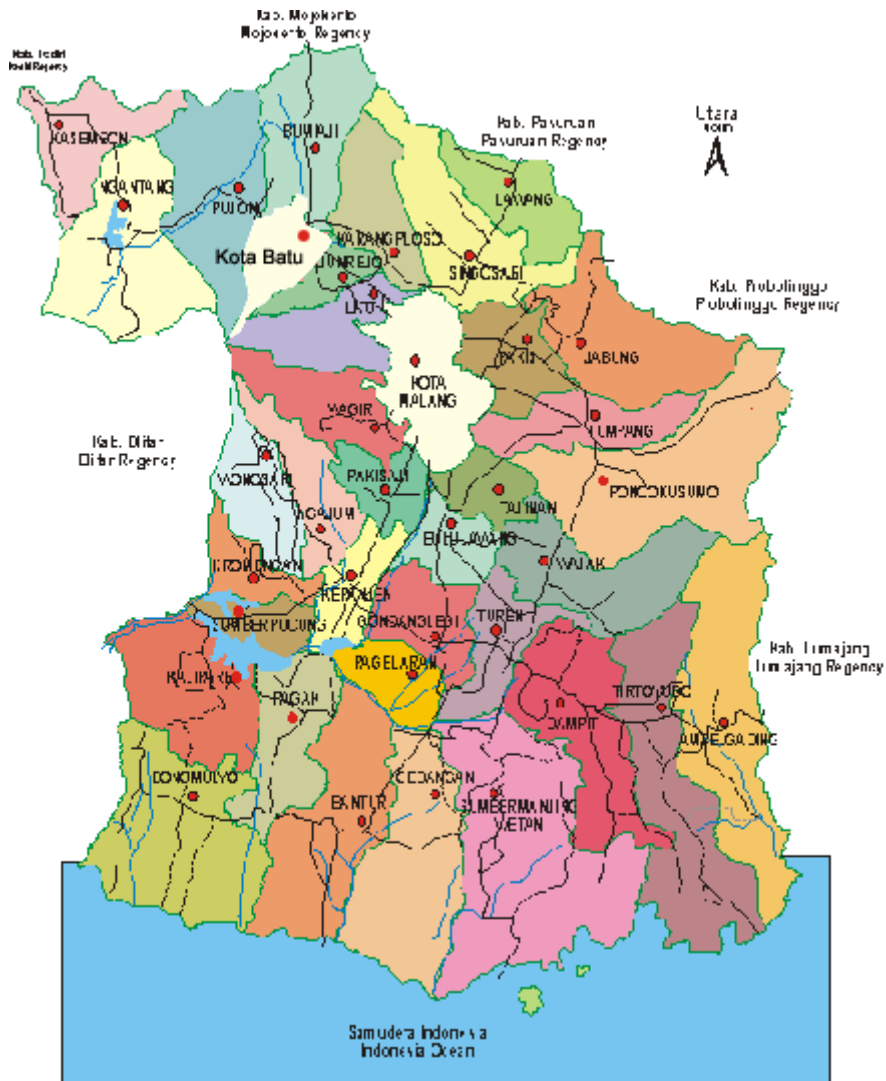 Kab. Mojokerto
Mojokerto Regency
Kab. Kediri
Kediri Regency
Utara
Kab. Pasuruan
Pasuruan Regency
KASEMBON
BUMIAJI
NGANTANG
PUJON
LAWANG
Kota Batu
KARANGPLOSO
JUNREJO
SINGOSARI
Kab. Probolinggo
Probolinggo Regency
DAU
PAKIS
JABUNG
KOTA
MALANG
WAGIR
TUMPANG
Kab. Blitar
Blitar Regency
WONOSARI
PAKISAJI
PONCOKUSUMO
TAJINAN
NGAJUM
BULULAWANG
WAJAK
KROMENGAN
KEPANJEN
SUMBERPUCUNG
GONDANGLEGI
TUREN
KALIPARE
PAGELARAN
Kab. Lumajang
Lumajang Regency
PAGAK
TIRTOYUDO
DAMPIT
AMPELGADING
DONOMULYO
GEDANGAN
BANTUR
SUMBERMANJING
WETAN
Samudera Indonesia
Indonesia Ocean